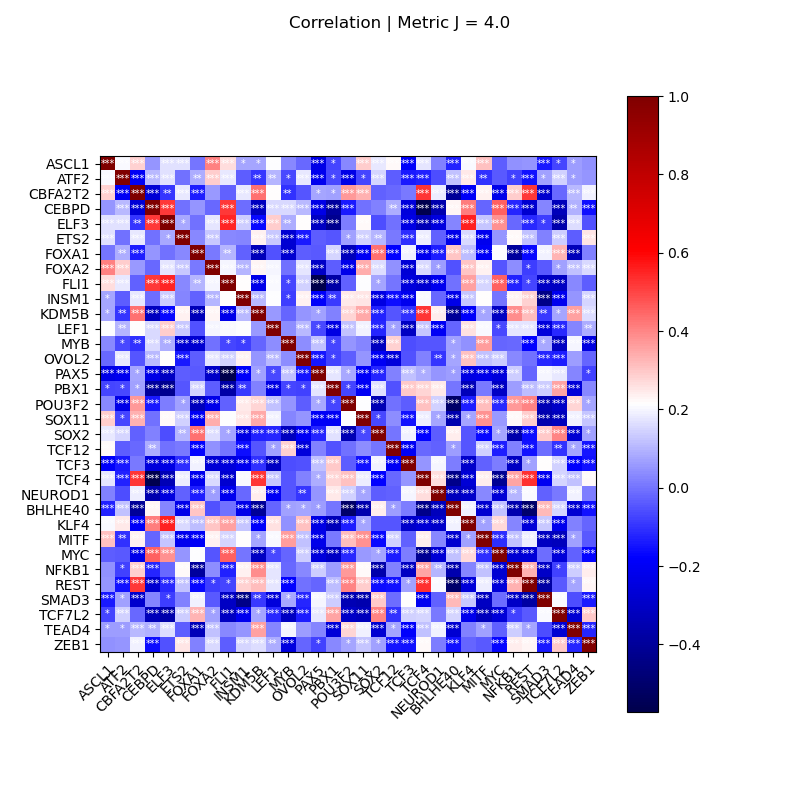 Correlation | Metric J = 4.0
1.0
0.8
0.6
0.4
0.2
0.0
−0.2
−0.4
ASCL1
ATF2
CBFA2T2
CEBPD
ELF3
ETS2
FOXA1
FOXA2
FLI1
INSM1
KDM5B
LEF1
MYB
OVOL2
PAX5
PBX1
POU3F2
SOX11
SOX2
TCF12
TCF3
TCF4
NEUROD1
BHLHE40
KLF4
MITF
MYC
NFKB1
REST
SMAD3
TCF7L2
TEAD4
ZEB1
ASCL1
ATF2
CBFA2T2
CEBPD
ELF3
ETS2
FOXA1
FOXA2
FLI1
INSM1
KDM5B
LEF1
MYB
OVOL2
PAX5
PBX1
POU3F2
SOX11
SOX2
TCF12
TCF3
TCF4
NEUROD1
BHLHE40
KLF4
MITF
MYC
NFKB1
REST
SMAD3
TCF7L2
TEAD4
ZEB1